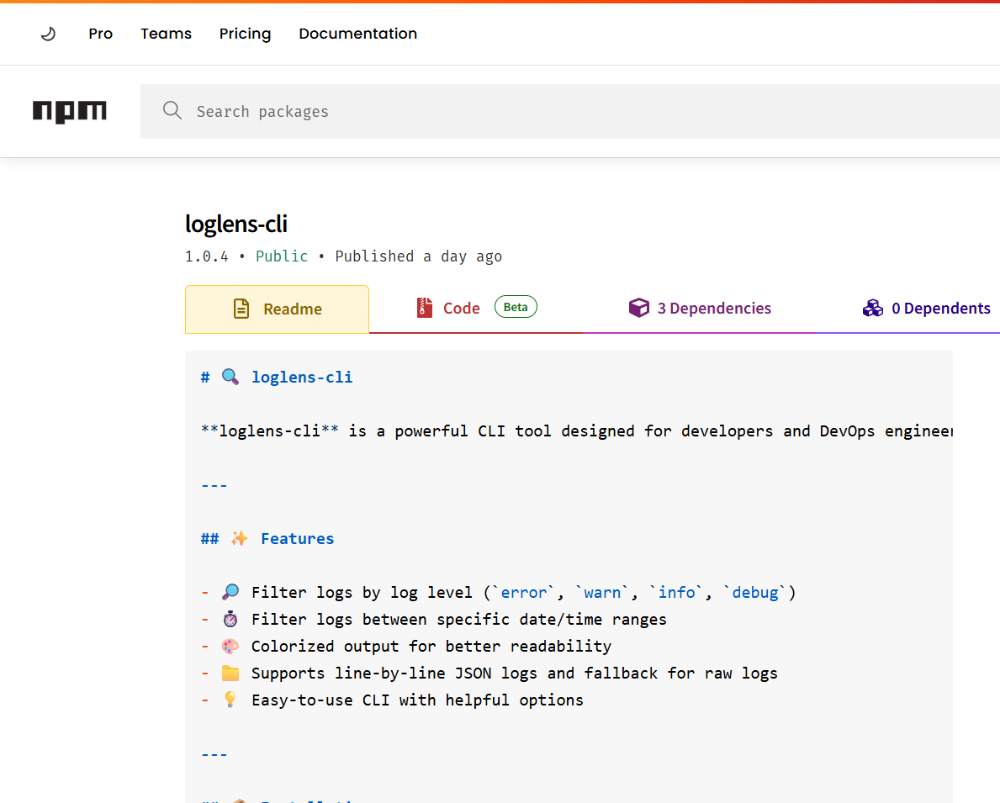 Pro Teams Pricing Documentation
npm
Search packages
loglens-cli
1.0.4 • Public • Published a day ago
Readme Code Beta 3 Dependencies 0 Dependents
# 🔍 loglens-cli
**loglens-cli** is a powerful CLI tool designed for developers and DevOps engineer
---
## ✨ Features
- 🔎 Filter logs by log level (`error`, `warn`, `info`, `debug`)
- ⏱ Filter logs between specific date/time ranges
- 🎨 Colorized output for better readability
- 📁 Supports line-by-line JSON logs and fallback for raw logs
- 💡 Easy-to-use CLI with helpful options
---